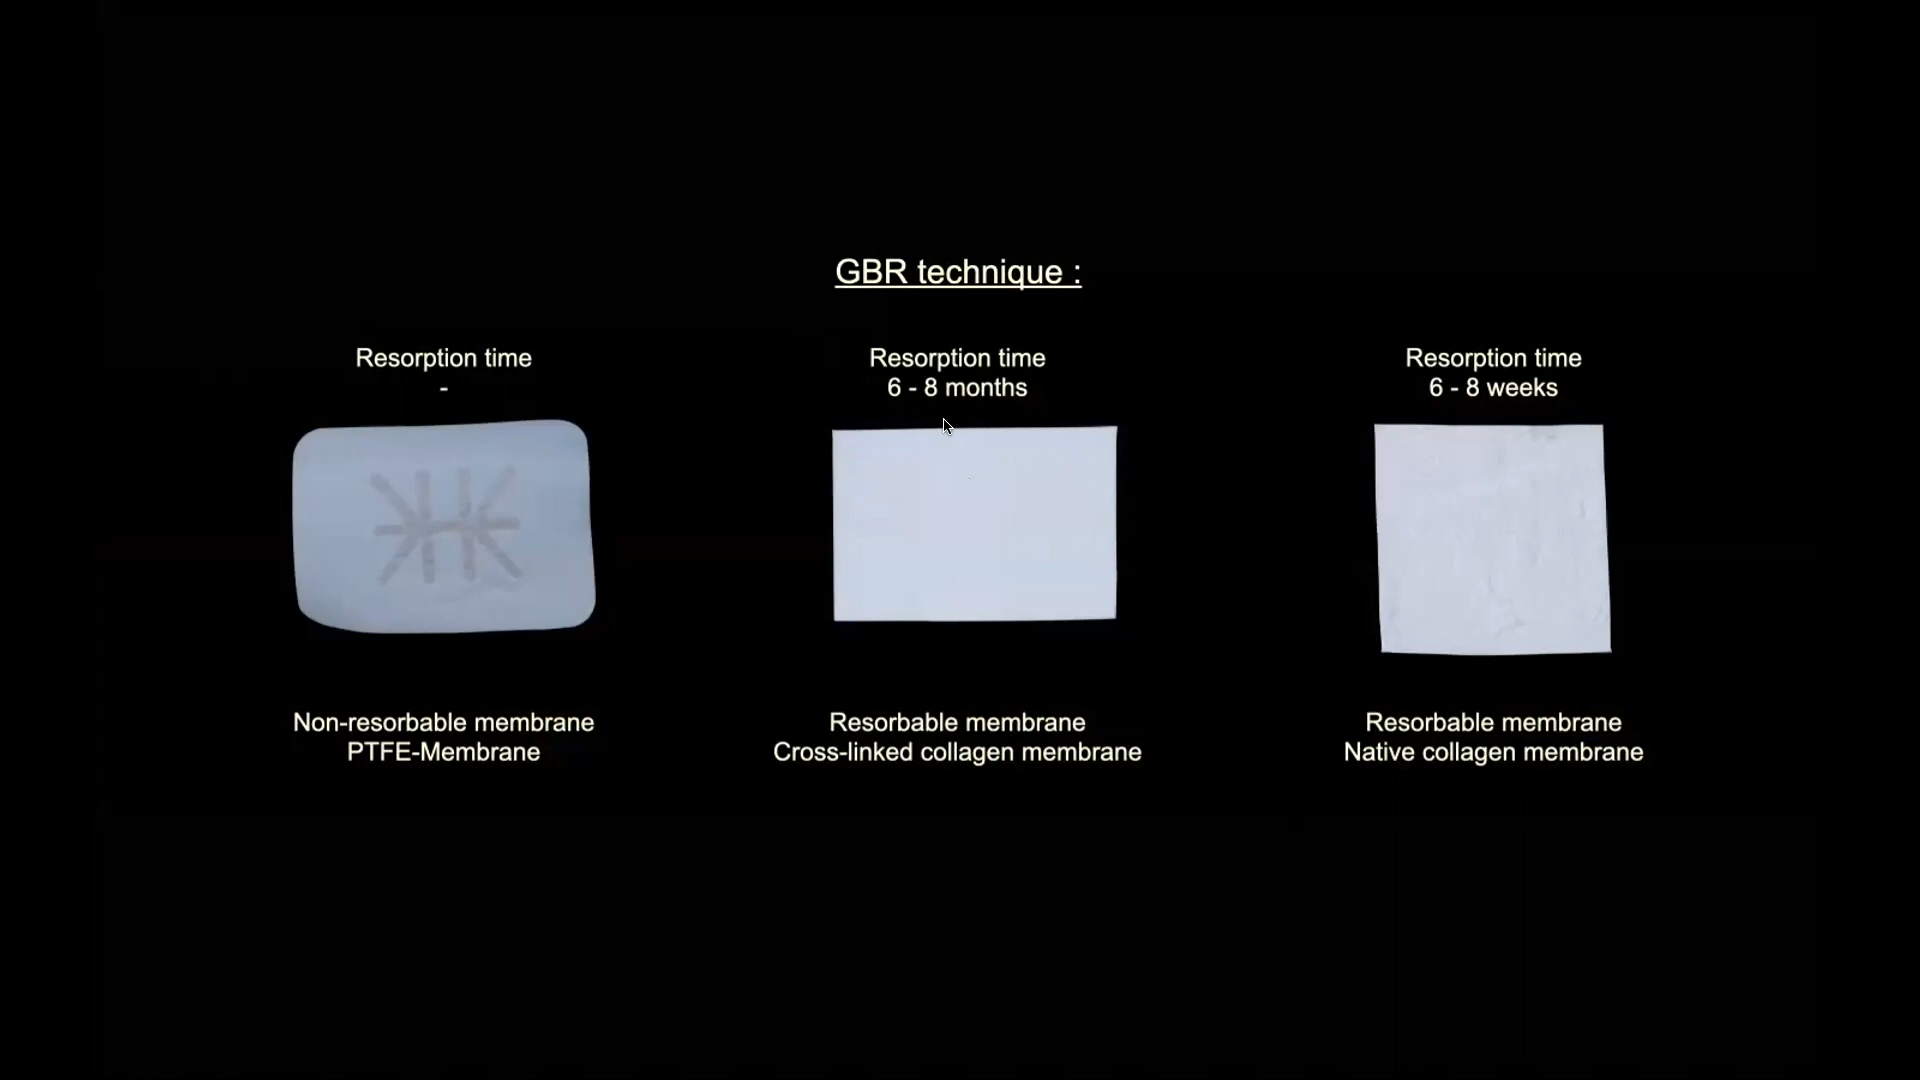 GBR technique :
Resorption time
-
Resorption time
6 - 8 months
Resorption time
6 - 8 weeks
Non-resorbable membrane
PTFE-Membrane
Resorbable membrane
Cross-linked collagen membrane
Resorbable membrane
Native collagen membrane